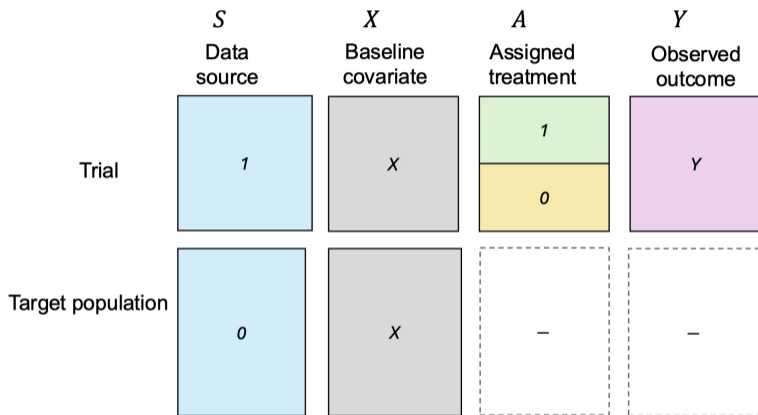 S X A Y
Data source Baseline covariate Assigned treatment Observed outcome
Trial 1 X 1 Y
0
Target population 0 X – –